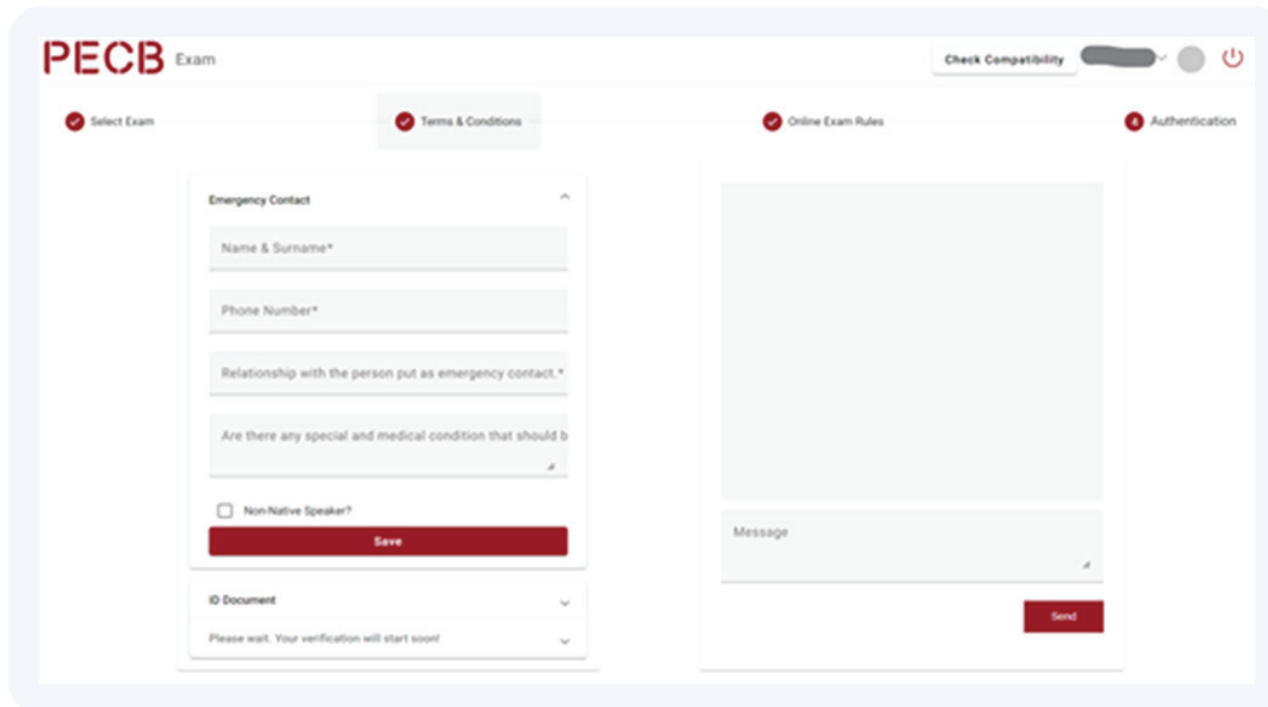 PECB Exam
Check Compatibility
Select Exam
Terms & Conditions
Online Exam Rules
4 Authentication
Emergency Contact
Name & Surname*
Phone Number*
Relationship with the person put as emergency contact.*
Are there any special and medical condition that should b
Non-Native Speaker?
Save
ID Document
Please wait. Your verification will start soon!
Message
Send